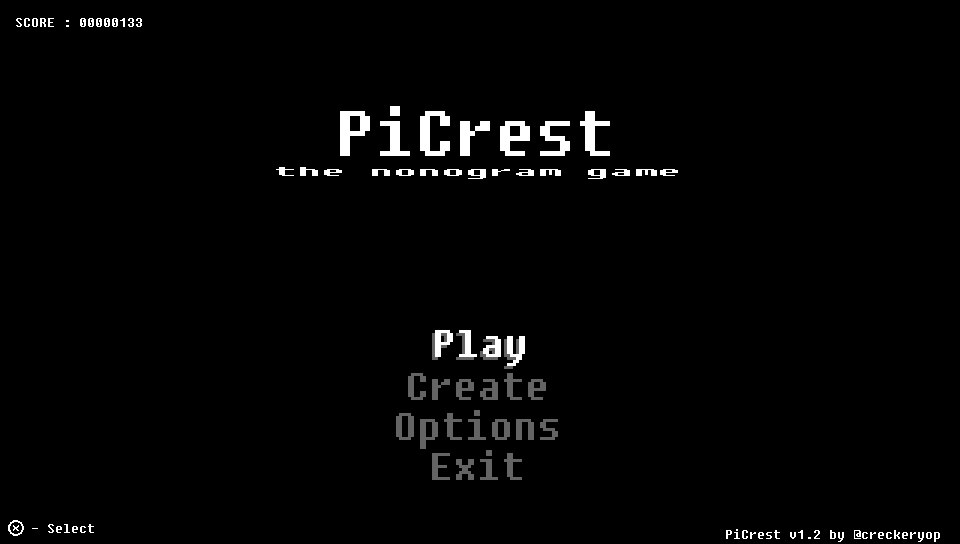 SCORE : 00000133
PiCrest
the nonogram game
Play
Create
Options
Exit
ⓧ - Select
PiCrest v1.2 by @creckeryop